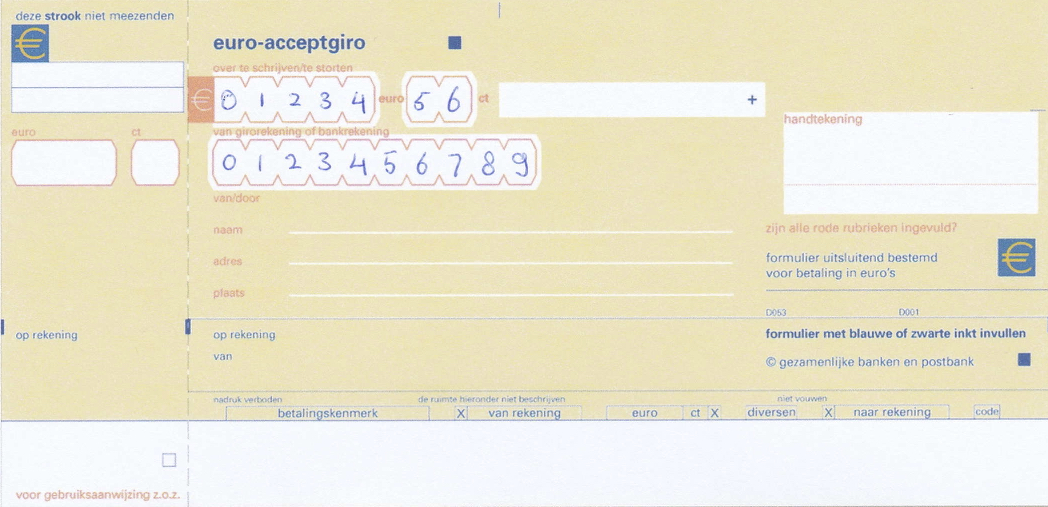 deze strook niet meezenden
€
euro ct
voor gebruiksaanwijzing z.o.z.
op rekening
euro-acceptgiro
over te schrijven/te storten
€ 0 1 2 3 4 euro 5 6 ct +
van girorekening of bankrekening
0 1 2 3 4 5 6 7 8 9
van/door
naam
adres
plaats
handtekening
zijn alle rode rubrieken ingevuld?
formulier uitsluitend bestemd
voor betaling in euro's
€
D053 D001
op rekening
van
formulier met blauwe of zwarte inkt invullen
© gezamenlijke banken en postbank
nadruk verboden de ruimte hieronder niet beschrijven niet vouwen
betalingskenmerk X van rekening euro ct X diversen X naar rekening code